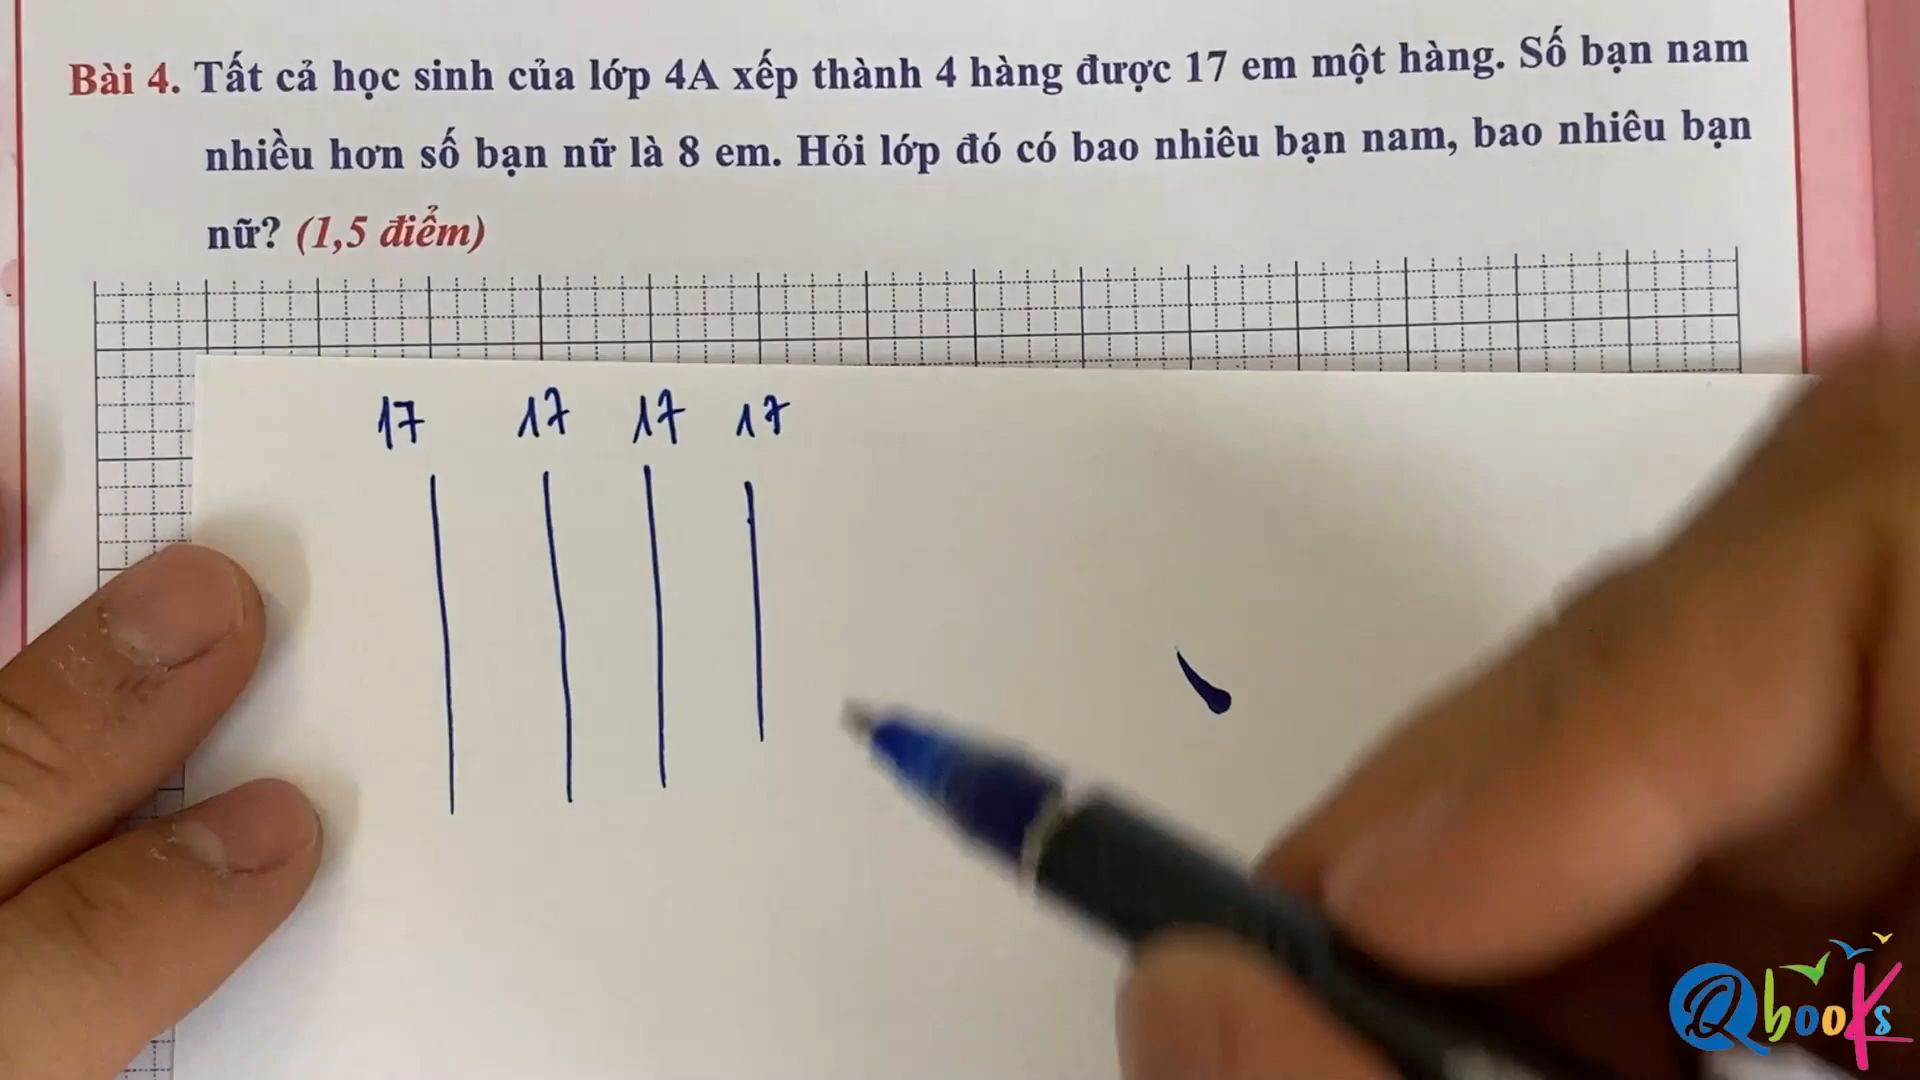 Bài 4. Tất cả học sinh của lớp 4A xếp thành 4 hàng được 17 em một hàng. Số bạn nam
nhiều hơn số bạn nữ là 8 em. Hỏi lớp đó có bao nhiêu bạn nam, bao nhiêu bạn
nữ? (1,5 điểm)
17 17 17 17
Qbooks